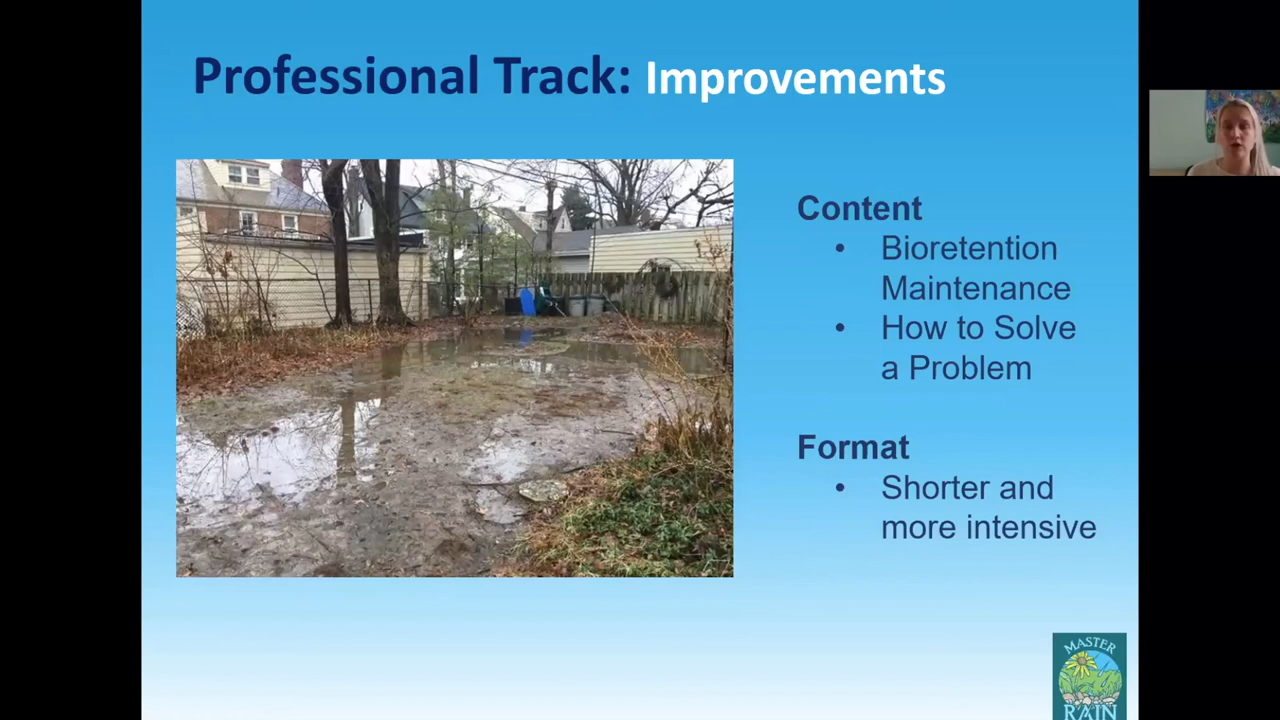 Professional Track: Improvements
Content
• Bioretention
Maintenance
• How to Solve
a Problem
Format
• Shorter and
more intensive
MASTER
RAIN